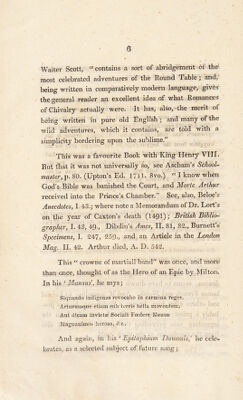 6
Walter Scott, "contains a sort of abridgement of the
most celebrated adventures of the Round Table; and,
being written in comparatively modern language, gives
the general reader an excellent idea of what Romances
of Chivalry actually were. It has, also, the merit of
being written in pure old English; and many of the
wild adventures, which it contains, are told with a
simplicity bordering upon the sublime."
This was a favourite Book with King Henry VIII.
But that it was not universally so, see Ascham's School-
master, p. 80. (Upton's Ed. 1711. 8vo.) "I know when
God's Bible was banished the Court, and Morte Arthur
received into the Prince's Chamber." See, also, Beloe's
Anecdotes, I 43.; where note a Memorandum of Dr. Lort's
on the year of Caxton's death (1491); British Biblio-
grapher, I. 43, 49., Dibdin's Ames, II. 81, 82., Burnett's
Specimens, I. 247, 259., and an Article in the London
Mag. II. 42. Arthur died, A. D. 542.
This "crowne of martiall band" was once, and more
than once, thought of as the Hero of an Epic by Milton.
In his 'Mansus', he says;
Siquando indigenas revocabo in carmina reges,
Arturumque etiam sub terris bella moventem,
Aut dicam invictæ Sociali Fœdere Mensæ
Magnanimos heroas, &c.
And again, in his 'Epitaphium Damonis,' he cele-
brates, as a selected subject of future song;